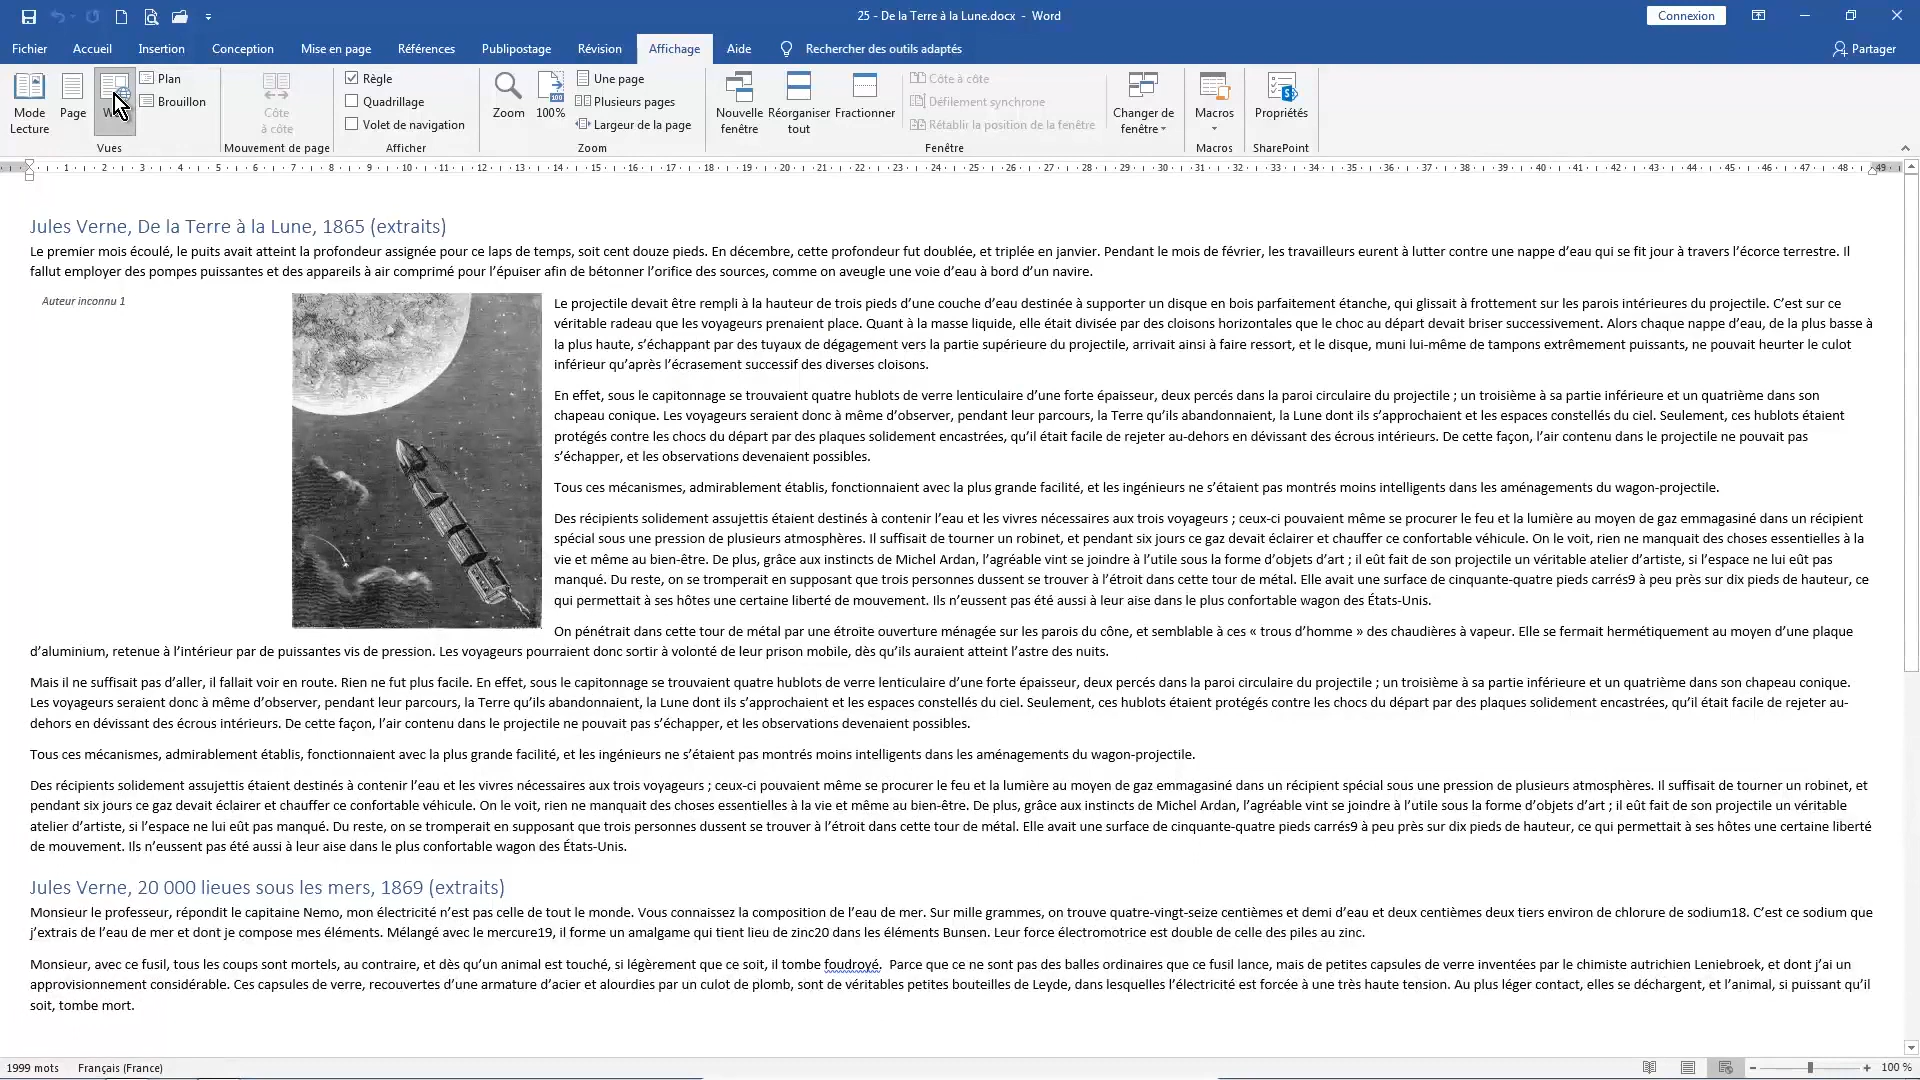 25 - De la Terre à la Lune.docx - Word
Connexion
Fichier Accueil Insertion Conception Mise en page Références Publipostage Révision Affichage Aide Rechercher des outils adaptés Partager
Mode Lecture
Page
Plan
Brouillon
Vues
Côte à côte
Mouvement de page
Règle
Quadrillage
Volet de navigation
Afficher
Zoom
100%
Une page
Plusieurs pages
Largeur de la page
Zoom
Nouvelle fenêtre
Réorganiser tout
Fractionner
Côte à côte
Défilement synchrone
Rétablir la position de la fenêtre
Changer de fenêtre
Fenêtre
Macros
Macros
Propriétés
SharePoint
1 2 3 4 5 6 7 8 9 10 11 12 13 14 15 16 17 18 19 20 21 22 23 24 25 26 27 28 29 30 31 32 33 34 35 36 37 38 39 40 41 42 43 44 45 46 47 48 49
Jules Verne, De la Terre à la Lune, 1865 (extraits)
Le premier mois écoulé, le puits avait atteint la profondeur assignée pour ce laps de temps, soit cent douze pieds. En décembre, cette profondeur fut doublée, et triplée en janvier. Pendant le mois de février, les travailleurs eurent à lutter contre une nappe d’eau qui se fit jour à travers l’écorce terrestre. Il
fallut employer des pompes puissantes et des appareils à air comprimé pour l’épuiser afin de bétonner l’orifice des sources, comme on aveugle une voie d’eau à bord d’un navire.
Auteur inconnu 1
Le projectile devait être rempli à la hauteur de trois pieds d’une couche d’eau destinée à supporter un disque en bois parfaitement étanche, qui glissait à frottement sur les parois intérieures du projectile. C’est sur ce
véritable radeau que les voyageurs prenaient place. Quant à la masse liquide, elle était divisée par des cloisons horizontales que le choc au départ devait briser successivement. Alors chaque nappe d’eau, de la plus basse à
la plus haute, s’échappant par des tuyaux de dégagement vers la partie supérieure du projectile, arrivait ainsi à faire ressort, et le disque, muni lui-même de tampons extrêmement puissants, ne pouvait heurter le culot
inférieur qu’après l’écrasement successif des diverses cloisons.
En effet, sous le capitonnage se trouvaient quatre hublots de verre lenticulaire d’une forte épaisseur, deux percés dans la paroi circulaire du projectile ; un troisième à sa partie inférieure et un quatrième dans son
chapeau conique. Les voyageurs seraient donc à même d’observer, pendant leur parcours, la Terre qu’ils abandonnaient, la Lune dont ils s’approchaient et les espaces constellés du ciel. Seulement, ces hublots étaient
protégés contre les chocs du départ par des plaques solidement encastrées, qu’il était facile de rejeter au-dehors en dévissant des écrous intérieurs. De cette façon, l’air contenu dans le projectile ne pouvait pas
s’échapper, et les observations devenaient possibles.
Tous ces mécanismes, admirablement établis, fonctionnaient avec la plus grande facilité, et les ingénieurs ne s’étaient pas montrés moins intelligents dans les aménagements du wagon-projectile.
Des récipients solidement assujettis étaient destinés à contenir l’eau et les vivres nécessaires aux trois voyageurs ; ceux-ci pouvaient même se procurer le feu et la lumière au moyen de gaz emmagasiné dans un récipient
spécial sous une pression de plusieurs atmosphères. Il suffisait de tourner un robinet, et pendant six jours ce gaz devait éclairer et chauffer ce confortable véhicule. On le voit, rien ne manquait des choses essentielles à la
vie et même au bien-être. De plus, grâce aux instincts de Michel Ardan, l’agréable vint se joindre à l’utile sous la forme d’objets d’art ; il eût fait de son projectile un véritable atelier d’artiste, si l’espace ne lui eût pas
manqué. Du reste, on se tromperait en supposant que trois personnes dussent se trouver à l’étroit dans cette tour de métal. Elle avait une surface de cinquante-quatre pieds carrés9 à peu près sur dix pieds de hauteur, ce
qui permettait à ses hôtes une certaine liberté de mouvement. Ils n’eussent pas été aussi à leur aise dans le plus confortable wagon des États-Unis.
On pénétrait dans cette tour de métal par une étroite ouverture ménagée sur les parois du cône, et semblable à ces « trous d’homme » des chaudières à vapeur. Elle se fermait hermétiquement au moyen d’une plaque
d’aluminium, retenue à l’intérieur par de puissantes vis de pression. Les voyageurs pourraient donc sortir à volonté de leur prison mobile, dès qu’ils auraient atteint l’astre des nuits.
Mais il ne suffisait pas d’aller, il fallait voir en route. Rien ne fut plus facile. En effet, sous le capitonnage se trouvaient quatre hublots de verre lenticulaire d’une forte épaisseur, deux percés dans la paroi circulaire du projectile ; un troisième à sa partie inférieure et un quatrième dans son chapeau conique.
Les voyageurs seraient donc à même d’observer, pendant leur parcours, la Terre qu’ils abandonnaient, la Lune dont ils s’approchaient et les espaces constellés du ciel. Seulement, ces hublots étaient protégés contre les chocs du départ par des plaques solidement encastrées, qu’il était facile de rejeter au-
dehors en dévissant des écrous intérieurs. De cette façon, l’air contenu dans le projectile ne pouvait pas s’échapper, et les observations devenaient possibles.
Tous ces mécanismes, admirablement établis, fonctionnaient avec la plus grande facilité, et les ingénieurs ne s’étaient pas montrés moins intelligents dans les aménagements du wagon-projectile.
Des récipients solidement assujettis étaient destinés à contenir l’eau et les vivres nécessaires aux trois voyageurs ; ceux-ci pouvaient même se procurer le feu et la lumière au moyen de gaz emmagasiné dans un récipient spécial sous une pression de plusieurs atmosphères. Il suffisait de tourner un robinet, et
pendant six jours ce gaz devait éclairer et chauffer ce confortable véhicule. On le voit, rien ne manquait des choses essentielles à la vie et même au bien-être. De plus, grâce aux instincts de Michel Ardan, l’agréable vint se joindre à l’utile sous la forme d’objets d’art ; il eût fait de son projectile un véritable
atelier d’artiste, si l’espace ne lui eût pas manqué. Du reste, on se tromperait en supposant que trois personnes dussent se trouver à l’étroit dans cette tour de métal. Elle avait une surface de cinquante-quatre pieds carrés9 à peu près sur dix pieds de hauteur, ce qui permettait à ses hôtes une certaine liberté
de mouvement. Ils n’eussent pas été aussi à leur aise dans le plus confortable wagon des États-Unis.
Jules Verne, 20 000 lieues sous les mers, 1869 (extraits)
Monsieur le professeur, répondit le capitaine Nemo, mon électricité n’est pas celle de tout le monde. Vous connaissez la composition de l’eau de mer. Sur mille grammes, on trouve quatre-vingt-seize centièmes et demi d’eau et deux centièmes deux tiers environ de chlorure de sodium18. C’est ce sodium que
j’extrais de l’eau de mer et dont je compose mes éléments. Mélangé avec le mercure19, il forme un amalgame qui tient lieu de zinc20 dans les éléments Bunsen. Leur force électromotrice est double de celle des piles au zinc.
Monsieur, avec ce fusil, tous les coups sont mortels, au contraire, et dès qu’un animal est touché, si légèrement que ce soit, il tombe foudroyé. Parce que ce ne sont pas des balles ordinaires que ce fusil lance, mais de petites capsules de verre inventées par le chimiste autrichien Leniebroek, et dont j’ai un
approvisionnement considérable. Ces capsules de verre, recouvertes d’une armature d’acier et alourdies par un culot de plomb, sont de véritables petites bouteilles de Leyde, dans lesquelles l’électricité est forcée à une très haute tension. Au plus léger contact, elles se déchargent, et l’animal, si puissant qu’il
soit, tombe mort.
1999 mots Français (France) 100 %